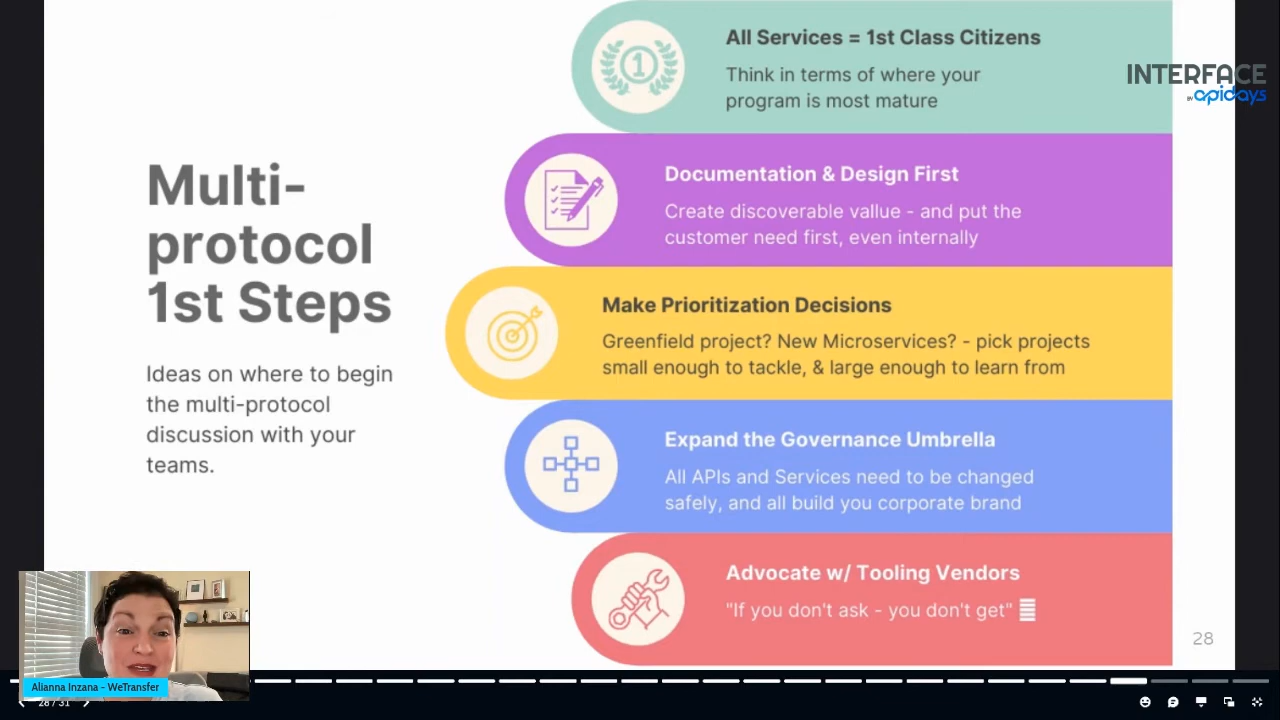 INTERFACE
BY apidays
Multi-
protocol
1st Steps
Ideas on where to begin
the multi-protocol
discussion with your
teams.
All Services = 1st Class Citizens
Think in terms of where your
program is most mature
Documentation & Design First
Create discoverable vallue - and put the
customer need first, even internally
Make Prioritization Decisions
Greenfield project? New Microservices? - pick projects
small enough to tackle, & large enough to learn from
Expand the Governance Umbrella
All APIs and Services need to be changed
safely, and all build you corporate brand
Advocate w/ Tooling Vendors
"If you don't ask - you don't get"
28
Alianna Inzana - WeTransfer
28 / 31